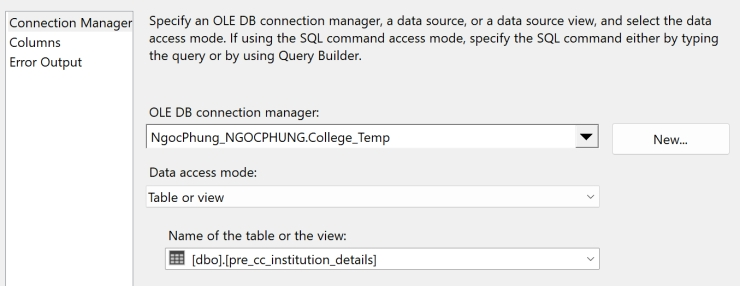 Connection Manager
Columns
Error Output
Specify an OLE DB connection manager, a data source, or a data source view, and select the data
access mode. If using the SQL command access mode, specify the SQL command either by typing
the query or by using Query Builder.
OLE DB connection manager:
NgocPhung_NGOCPHUNG.College_Temp
New...
Data access mode:
Table or view
Name of the table or the view:
[dbo].[pre_cc_institution_details]